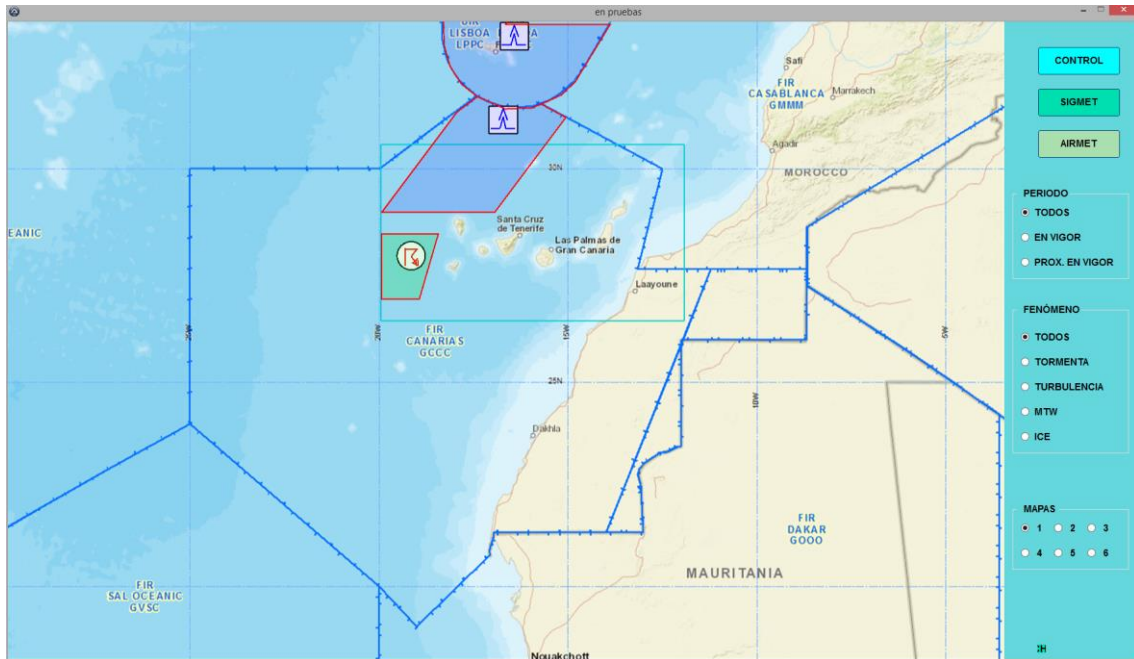 en pruebas
LISBOA
LPPC
Safi
FIR
CASABLANCA
GMMM
Marrakech
Agadir
MOROCCO
30N
EANIC
Santa Cruz
de Tenerife
Las Palmas de
Gran Canaria
Laayoune
20W
15W
10W
5W
FIR
CANARIAS
GCCC
25N
Dakhla
FIR
DAKAR
GOOO
MAURITANIA
FIR
SAL OCEANIC
GVSC
Nouakchott
CONTROL
SIGMET
AIRMET
PERIODO
TODOS
EN VIGOR
PROX. EN VIGOR
FENÓMENO
TODOS
TORMENTA
TURBULENCIA
MTW
ICE
MAPAS
1 2 3
4 5 6